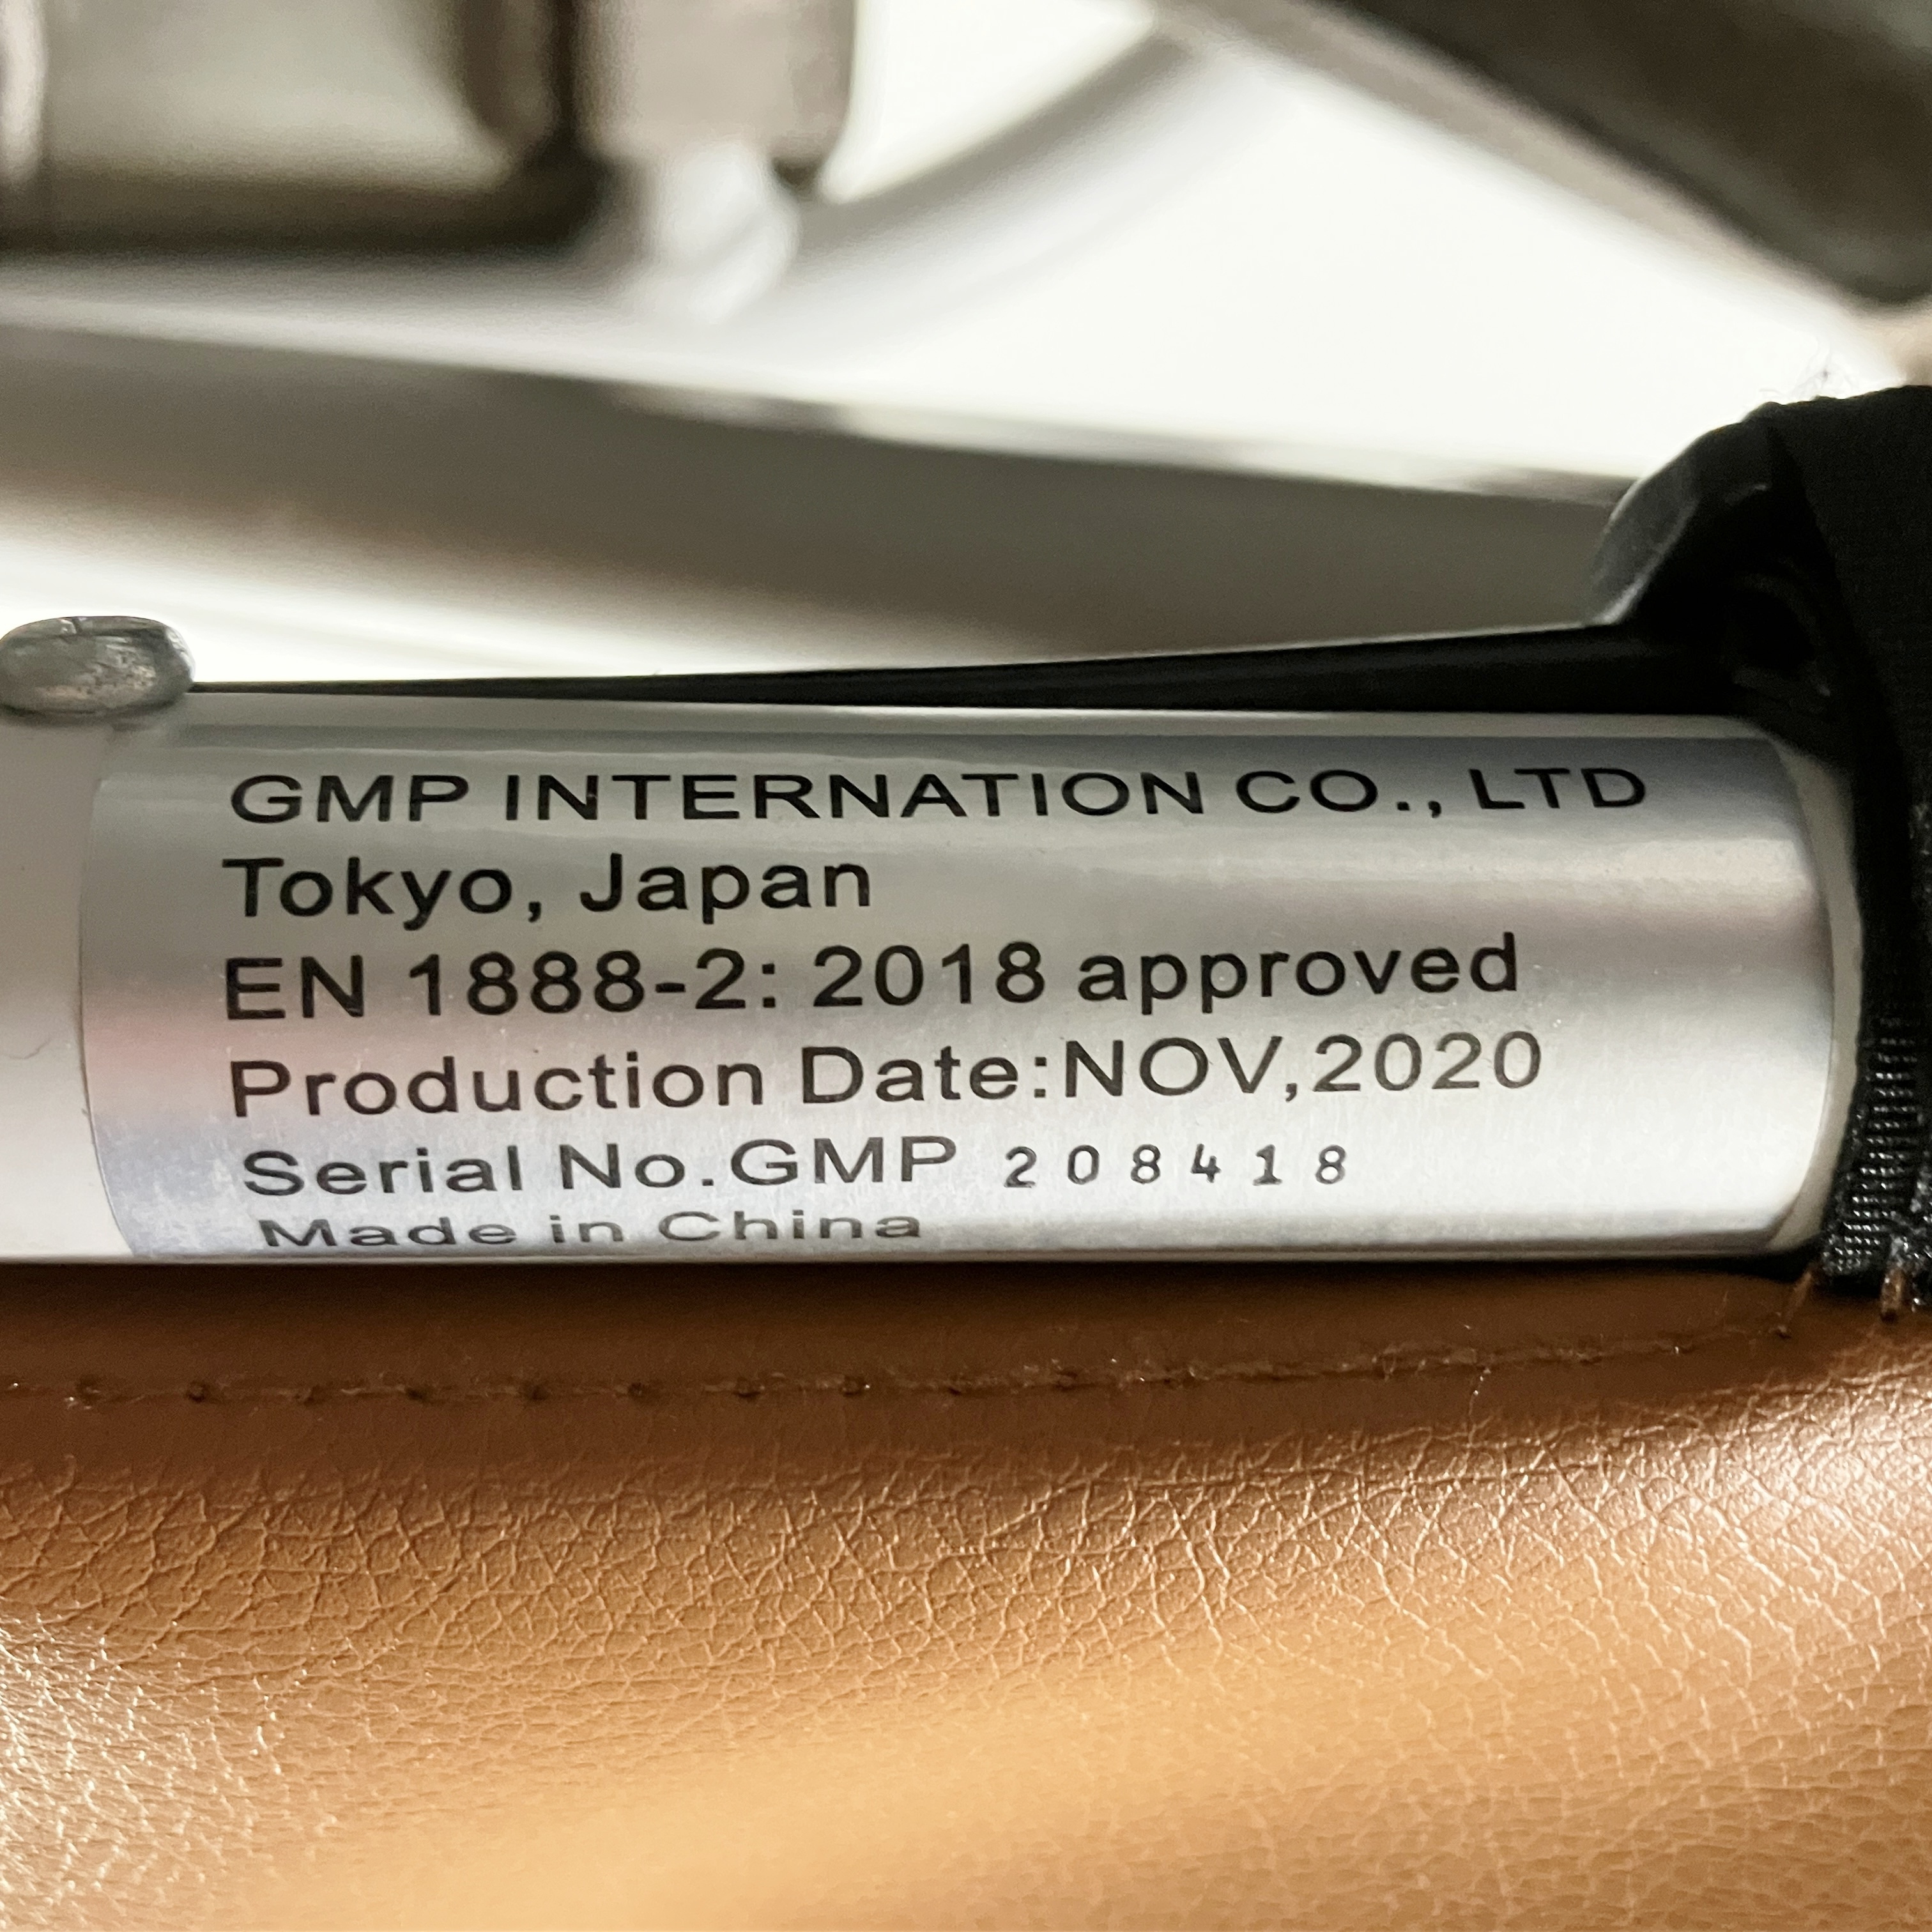 GMP INTERNATION CO., LTD
Tokyo, Japan
EN 1888-2: 2018 approved
Production Date:NOV,2020
Serial No.GMP 208418
Made in China